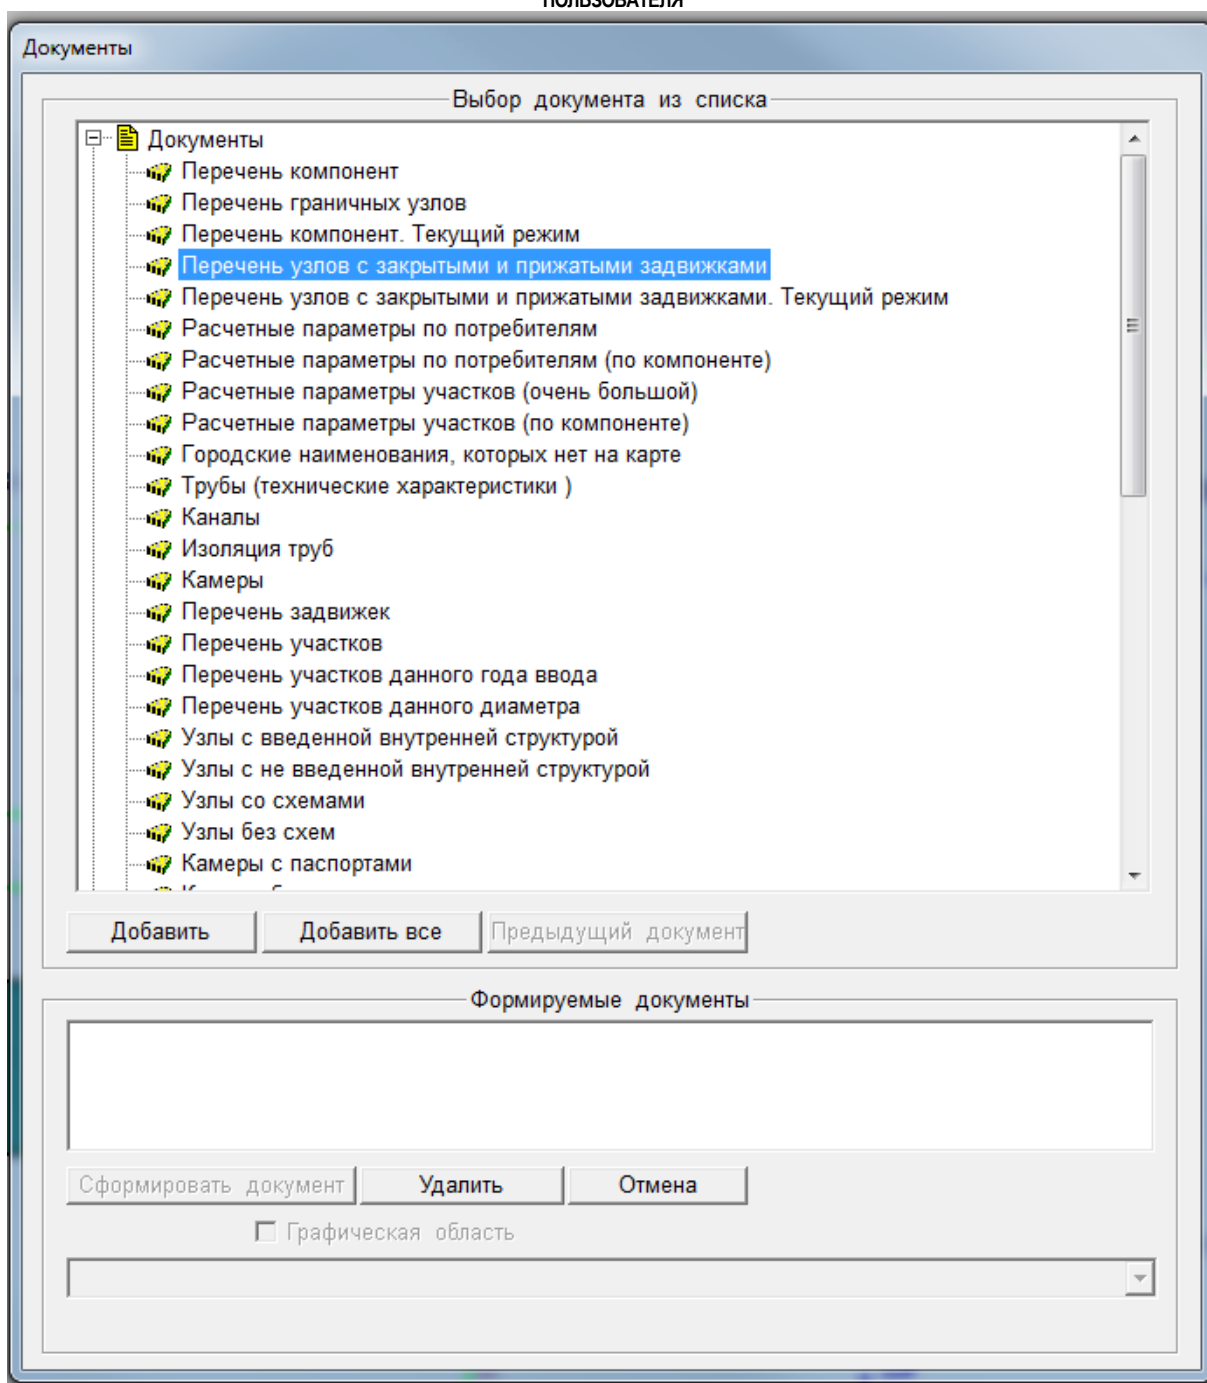 ПОЛЬЗОВАТЕЛЯ
Документы
Выбор документа из списка
Документы
Перечень компонент
Перечень граничных узлов
Перечень компонент. Текущий режим
Перечень узлов с закрытыми и прижатыми задвижками
Перечень узлов с закрытыми и прижатыми задвижками. Текущий режим
Расчетные параметры по потребителям
Расчетные параметры по потребителям (по компоненте)
Расчетные параметры участков (очень большой)
Расчетные параметры участков (по компоненте)
Городские наименования, которых нет на карте
Трубы (технические характеристики )
Каналы
Изоляция труб
Камеры
Перечень задвижек
Перечень участков
Перечень участков данного года ввода
Перечень участков данного диаметра
Узлы с введенной внутренней структурой
Узлы с не введенной внутренней структурой
Узлы со схемами
Узлы без схем
Камеры с паспортами
Добавить Добавить все Предыдущий документ
Формируемые документы
Сформировать документ Удалить Отмена
Графическая область